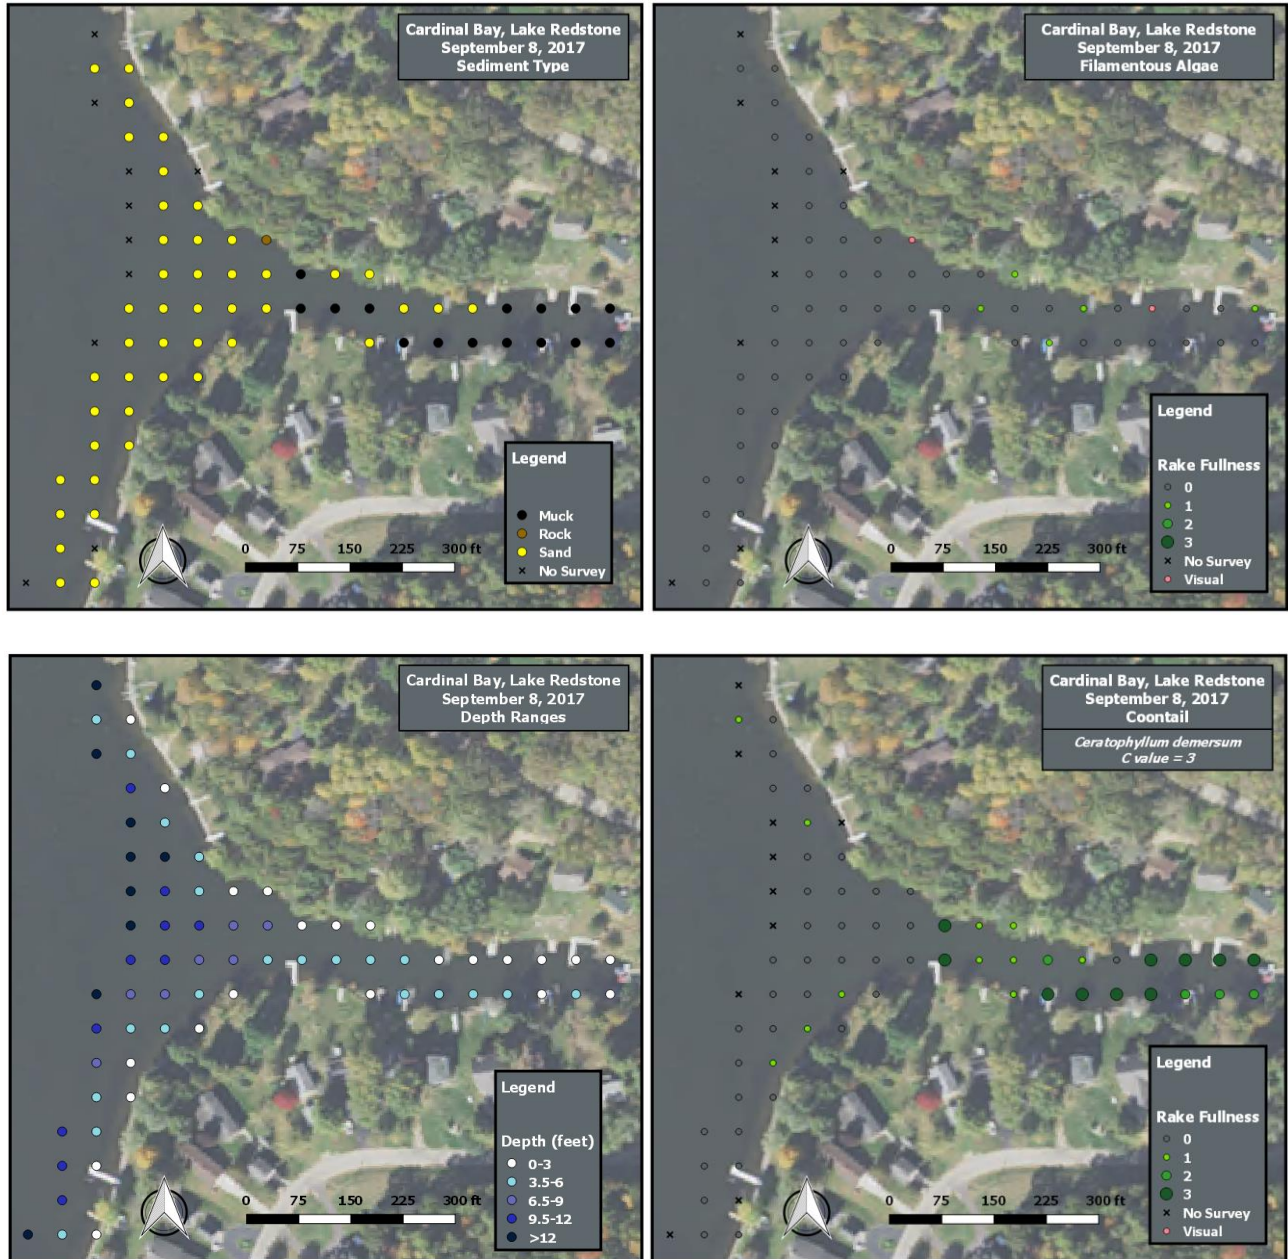 Cardinal Bay, Lake Redstone
September 8, 2017
Sediment Type
Legend
Muck
Rock
Sand
× No Survey
0 75 150 225 300 ft
Cardinal Bay, Lake Redstone
September 8, 2017
Filamentous Algae
Legend
Rake Fullness
0
1
2
3
× No Survey
Visual
0 75 150 225 300 ft
Cardinal Bay, Lake Redstone
September 8, 2017
Depth Ranges
Legend
Depth (feet)
0-3
3.5-6
6.5-9
9.5-12
>12
0 75 150 225 300 ft
Cardinal Bay, Lake Redstone
September 8, 2017
Coontail
Ceratophyllum demersum
C value = 3
Legend
Rake Fullness
0
1
2
3
× No Survey
Visual
0 75 150 225 300 ft